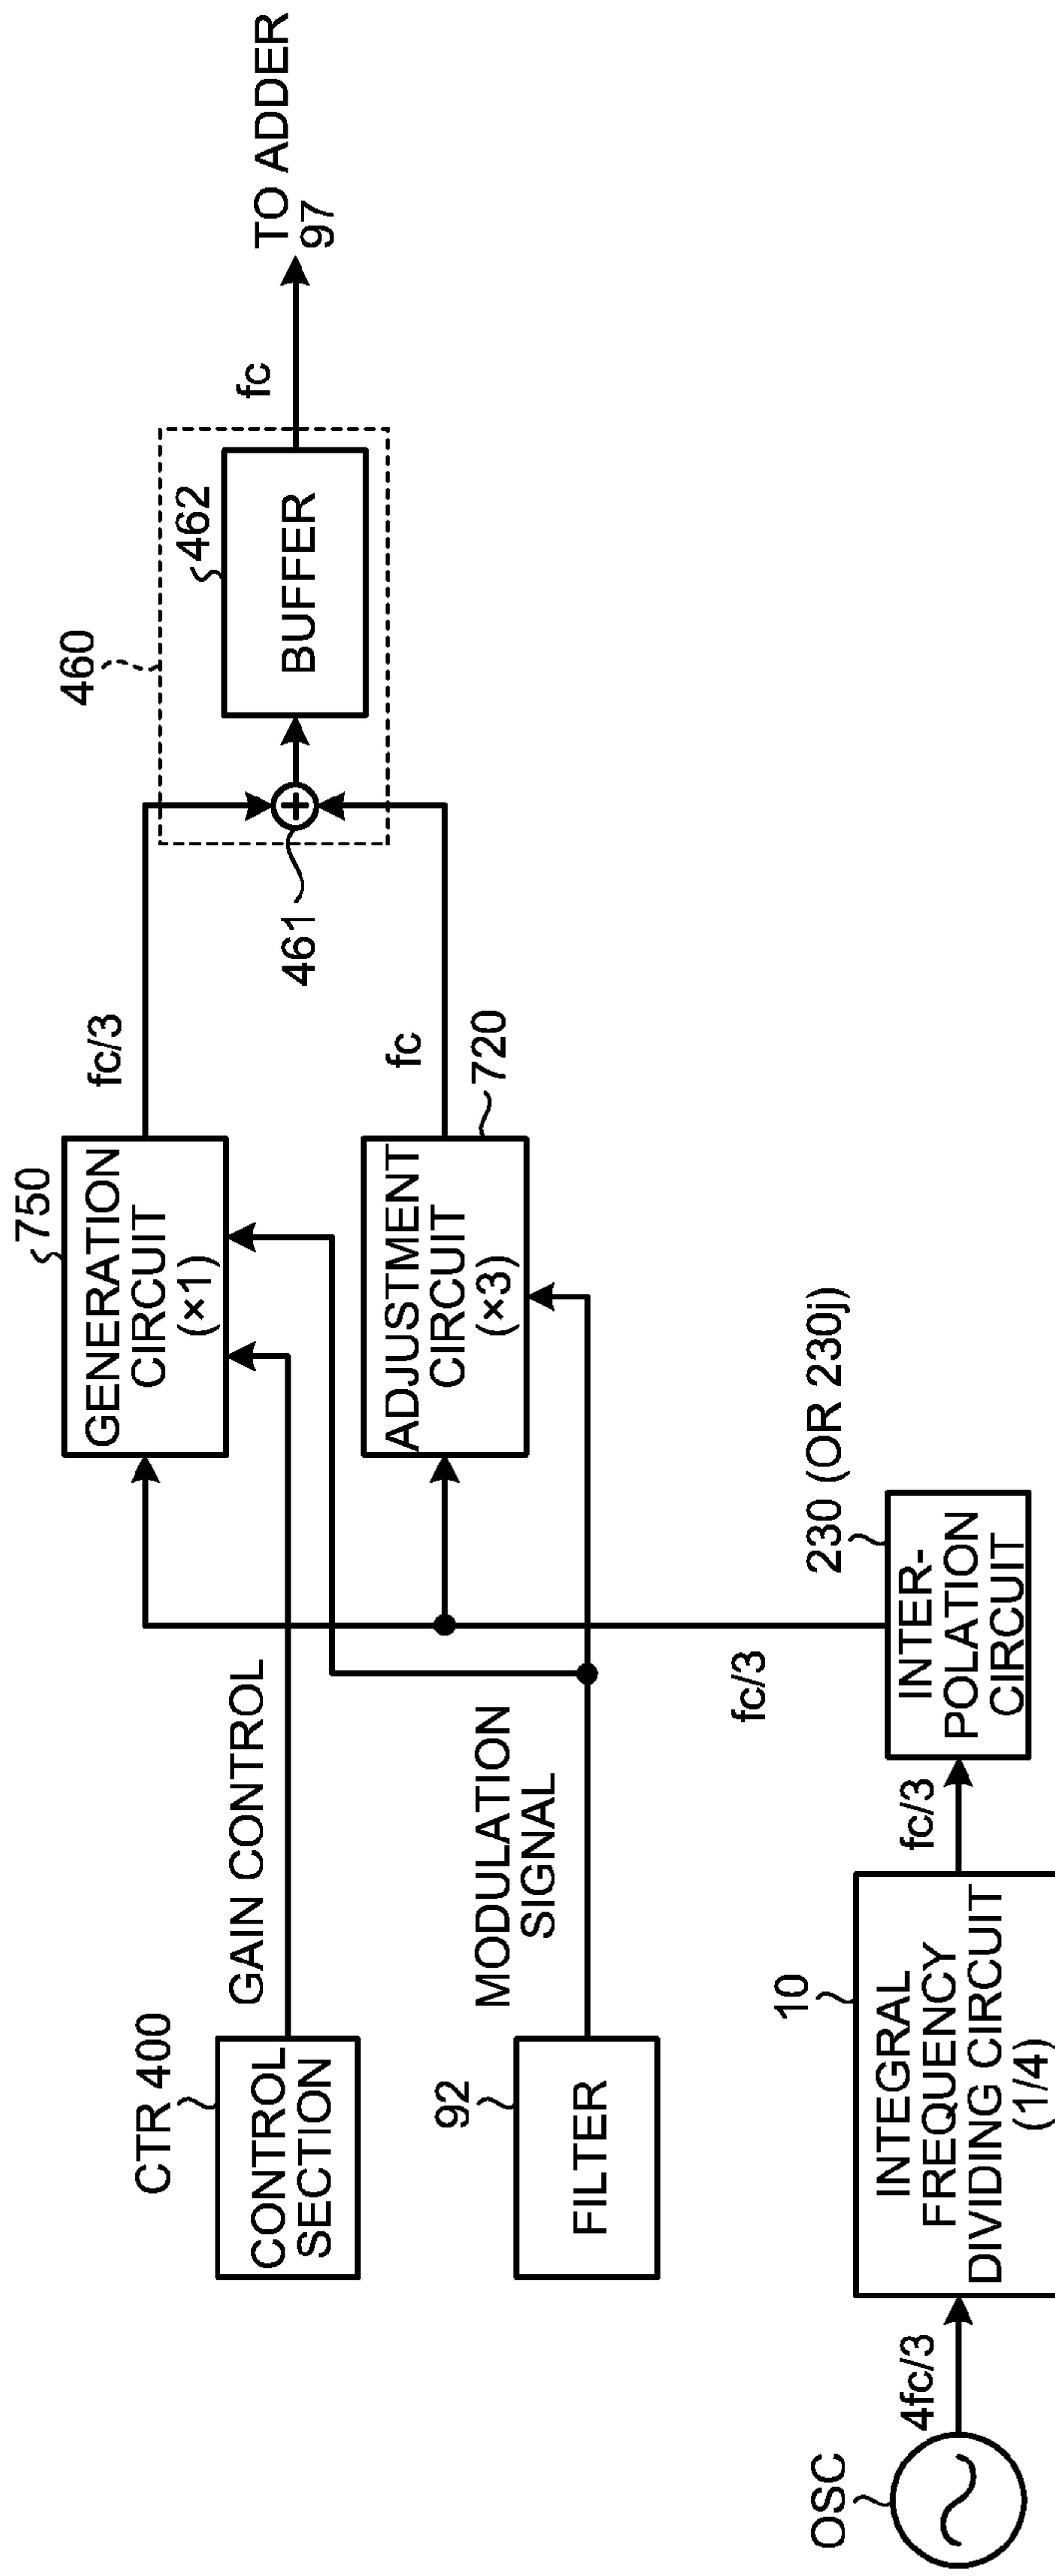 CTR 400
CONTROL
SECTION
GAIN CONTROL
750
GENERATION
CIRCUIT
(×1)
fc/3
460
461
462
BUFFER
fc
TO ADDER
97
92
FILTER
MODULATION
SIGNAL
ADJUSTMENT
CIRCUIT
(×3)
720
fc
OSC
4fc/3
10
INTEGRAL
FREQUENCY
DIVIDING CIRCUIT
(1/4)
fc/3
230 (OR 230j)
INTER-
POLATION
CIRCUIT
fc/3